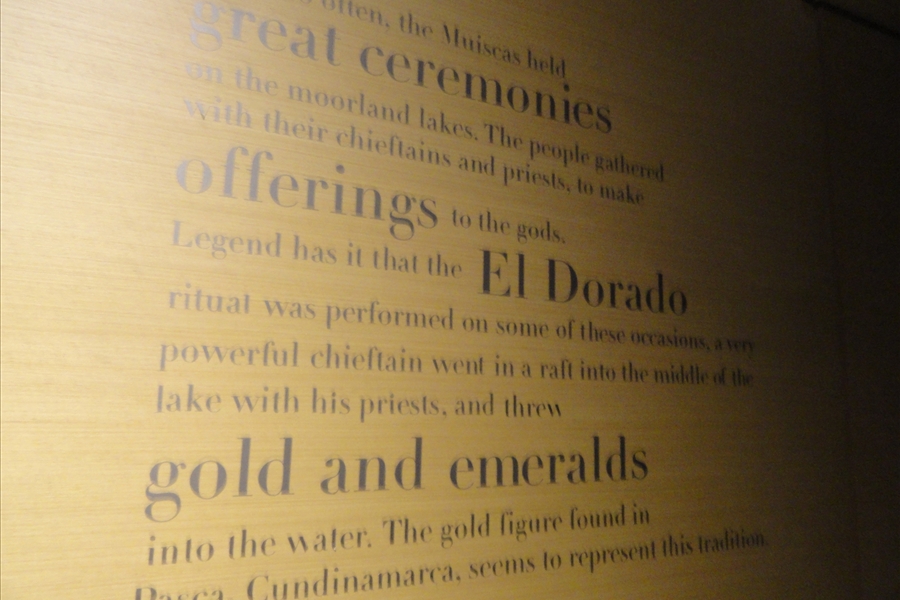 often, the Muiscas held
great ceremonies
on the moorland lakes. The people gathered
with their chieftains and priests, to make
offerings to the gods.
Legend has it that the El Dorado
ritual was performed on some of these occasions, a very
powerful chieftain went in a raft into the middle of the
lake with his priests, and threw
gold and emeralds
into the water. The gold figure found in
Pasca, Cundinamarca, seems to represent this tradition.